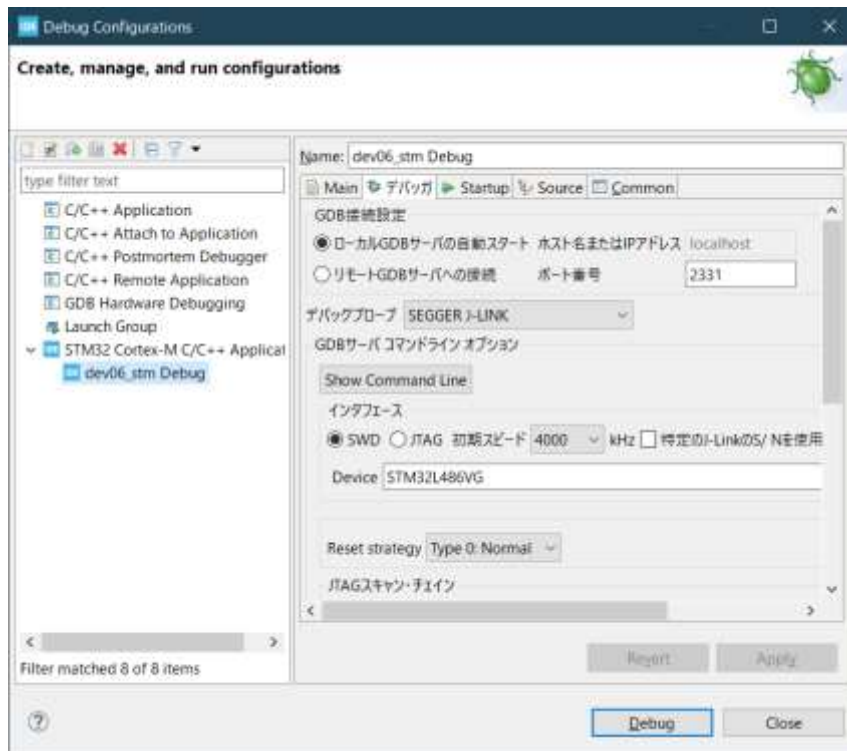 IDE Debug Configurations
Create, manage, and run configurations
type filter text
C/C++ Application
C/C++ Attach to Application
C/C++ Postmortem Debugger
C/C++ Remote Application
GDB Hardware Debugging
Launch Group
STM32 Cortex-M C/C++ Applicat
dev06_stm Debug
Filter matched 8 of 8 items
Name: dev06_stm Debug
Main デバッガ Startup Source Common
GDB接続設定
ローカルGDBサーバの自動スタート ホスト名またはIPアドレス localhost
リモートGDBサーバへの接続 ポート番号 2331
デバッグプローブ SEGGER J-LINK
GDBサーバ コマンドライン オプション
Show Command Line
インタフェース
SWD JTAG 初期スピード 4000 kHz 特定のJ-LinkのS/ Nを使用
Device STM32L486VG
Reset strategy Type 0: Normal
JTAGスキャン・チェイン
Revert Apply
Debug Close